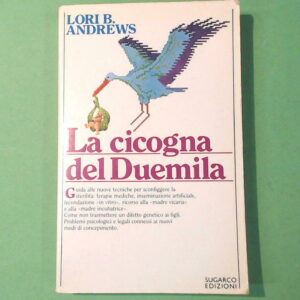 LORI B.
ANDREWS
La cicogna
del Duemila
Guida alle nuove tecniche per sconfiggere la
sterilità: terapie mediche, inseminazione artificiale,
fecondazione «in vitro», ricorso alla «madre vicaria»
e alla «madre incubatrice».
Come non trasmettere un difetto genetico ai figli.
Problemi psicologici e legali connessi ai nuovi
modi di concepimento.
SUGARCO
EDIZIONI